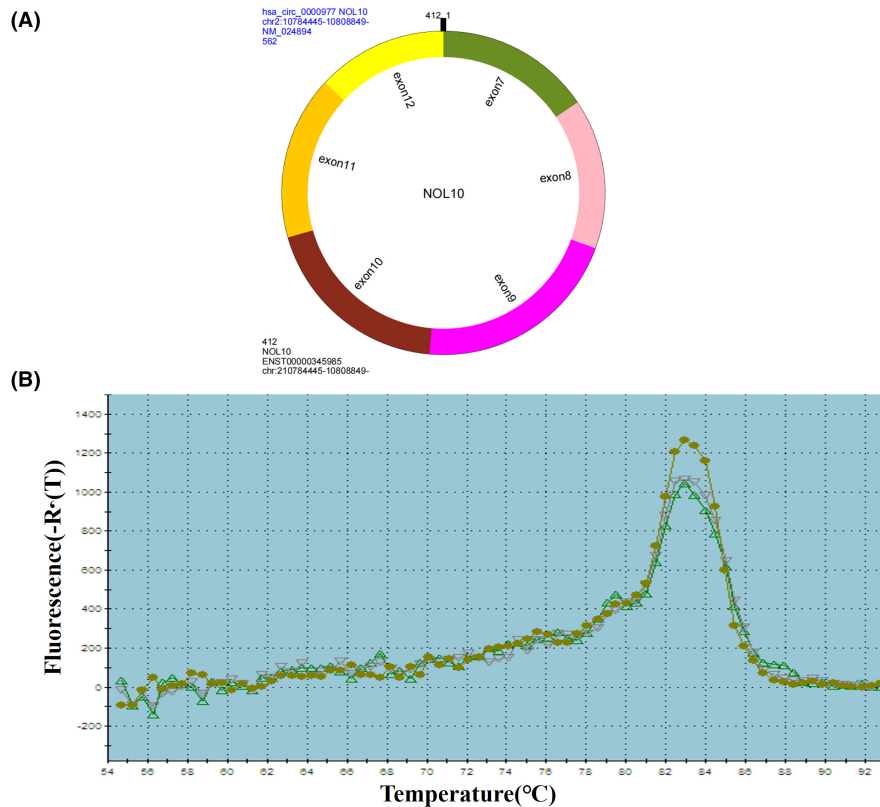 (A)
hsa_circ_0000977 NOL10
chr2:10784445-10808849-
NM_024894
562
412_1
exon7
exon12
exon8
exon11
NOL10
exon10
exon9
412
NOL10
ENST00000345985
chr:210784445-10808849-
(B)
Fluorescence(-R•(T))
1400
1200
1000
800
600
400
200
0
-200
54 56 58 60 62 64 66 68 70 72 74 76 78 80 82 84 86 88 90 92
Temperature(°C)